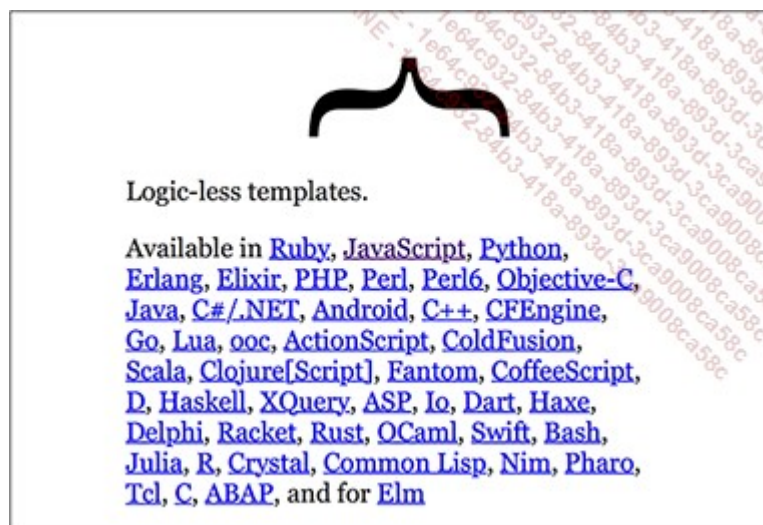 Logic-less templates.
Available in Ruby, JavaScript, Python,
Erlang, Elixir, PHP, Perl, Perl6, Objective-C,
Java, C#/.NET, Android, C++, CFEngine,
Go, Lua, ooc, ActionScript, ColdFusion,
Scala, Clojure[Script], Fantom, CoffeeScript,
D, Haskell, XQuery, ASP, Io, Dart, Haxe,
Delphi, Racket, Rust, OCaml, Swift, Bash,
Julia, R, Crystal, Common Lisp, Nim, Pharo,
Tcl, C, ABAP, and for Elm